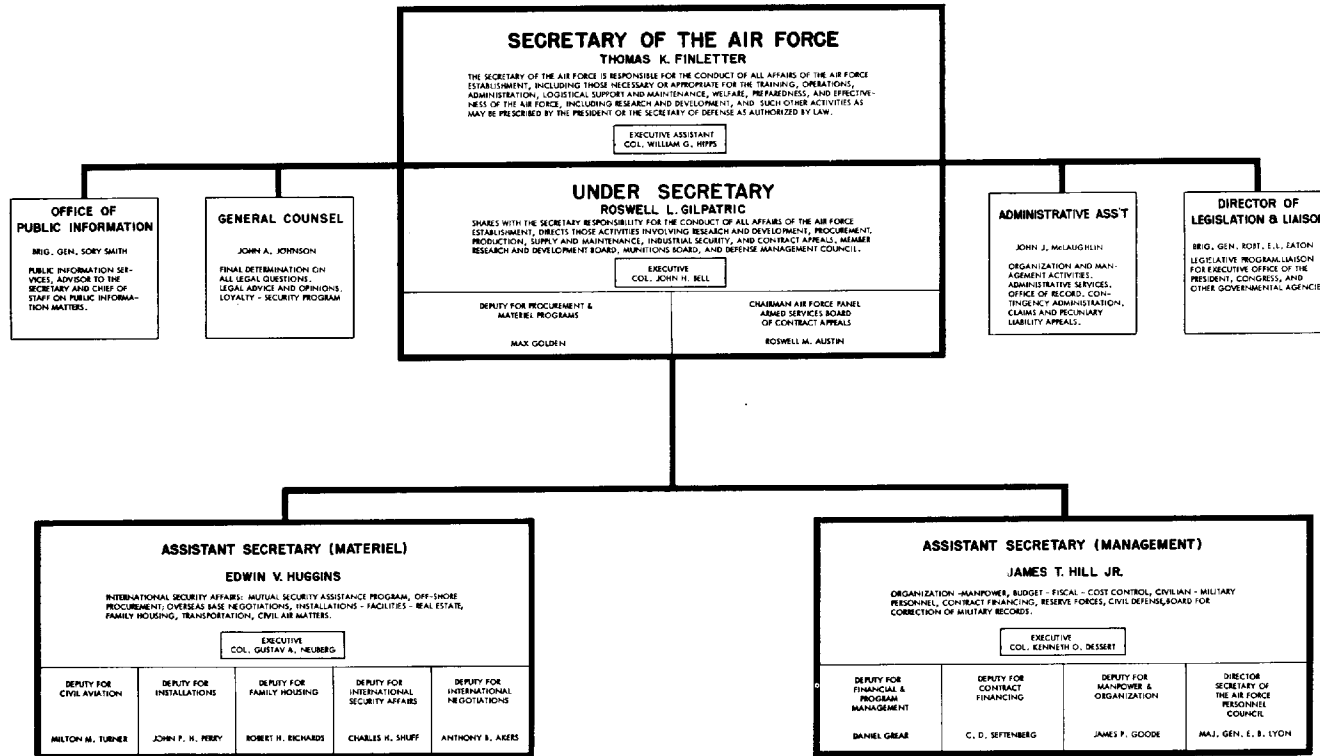 SECRETARY OF THE AIR FORCE
THOMAS K. FINLETTER
THE SECRETARY OF THE AIR FORCE IS RESPONSIBLE FOR THE CONDUCT OF ALL AFFAIRS OF THE AIR FORCE
ESTABLISHMENT, INCLUDING THOSE NECESSARY OR APPROPRIATE FOR THE TRAINING, OPERATIONS,
ADMINISTRATION, LOGISTICAL SUPPORT AND MAINTENANCE, WELFARE, PREPAREDNESS, AND EFFECTIVE-
NESS OF THE AIR FORCE, INCLUDING RESEARCH AND DEVELOPMENT, AND SUCH OTHER ACTIVITIES AS
MAY BE PRESCRIBED BY THE PRESIDENT OR THE SECRETARY OF DEFENSE AS AUTHORIZED BY LAW.
EXECUTIVE ASSISTANT
COL. WILLIAM G. HIPPS
OFFICE OF
PUBLIC INFORMATION
BRIG. GEN. SORY SMITH
PUBLIC INFORMATION SER-
VICES, ADVISOR TO THE
SECRETARY AND CHIEF OF
STAFF ON PUBLIC INFORMA-
TION MATTERS.
GENERAL COUNSEL
JOHN A. JOHNSON
FINAL DETERMINATION ON
ALL LEGAL QUESTIONS.
LEGAL ADVICE AND OPINIONS.
LOYALTY - SECURITY PROGRAM
UNDER SECRETARY
ROSWELL L. GILPATRIC
SHARES WITH THE SECRETARY RESPONSIBILITY FOR THE CONDUCT OF ALL AFFAIRS OF THE AIR FORCE
ESTABLISHMENT, DIRECTS THOSE ACTIVITIES INVOLVING RESEARCH AND DEVELOPMENT, PROCUREMENT,
PRODUCTION, SUPPLY AND MAINTENANCE, INDUSTRIAL SECURITY, AND CONTRACT APPEALS, MEMBER
RESEARCH AND DEVELOPMENT BOARD, MUNITIONS BOARD, AND DEFENSE MANAGEMENT COUNCIL.
EXECUTIVE
COL. JOHN H. BELL
DEPUTY FOR PROCUREMENT &
MATERIEL PROGRAMS
MAX GOLDEN
CHAIRMAN AIR FORCE PANEL
ARMED SERVICES BOARD
OF CONTRACT APPEALS
ROSWELL M. AUSTIN
ADMINISTRATIVE ASS'T
JOHN J. McLAUGHLIN
ORGANIZATION AND MAN-
AGEMENT ACTIVITIES.
ADMINISTRATIVE SERVICES.
OFFICE OF RECORD, CON-
TINGENCY ADMINISTRATION,
CLAIMS AND PECUNIARY
LIABILITY APPEALS.
DIRECTOR OF
LEGISLATION & LIAISON
BRIG. GEN. ROBT. E.L. EATON
LEGISLATIVE PROGRAM.LIAISON
FOR EXECUTIVE OFFICE OF THE
PRESIDENT, CONGRESS, AND
OTHER GOVERNMENTAL AGENCIE
ASSISTANT SECRETARY (MATERIEL)
EDWIN V. HUGGINS
INTERNATIONAL SECURITY AFFAIRS: MUTUAL SECURITY ASSISTANCE PROGRAM, OFF-SHORE
PROCUREMENT; OVERSEAS BASE NEGOTIATIONS, INSTALLATIONS - FACILITIES - REAL ESTATE,
FAMILY HOUSING, TRANSPORTATION, CIVIL AIR MATTERS.
EXECUTIVE
COL. GUSTAV A. NEUBERG
DEPUTY FOR
CIVIL AVIATION
MILTON M. TURNER
DEPUTY FOR
INSTALLATIONS
JOHN P. H. PERRY
DEPUTY FOR
FAMILY HOUSING
ROBERT H. RICHARDS
DEPUTY FOR
INTERNATIONAL
SECURITY AFFAIRS
CHARLES H. SHUFF
DEPUTY FOR
INTERNATIONAL
NEGOTIATIONS
ANTHONY B. AKERS
ASSISTANT SECRETARY (MANAGEMENT)
JAMES T. HILL JR.
ORGANIZATION -MANPOWER, BUDGET - FISCAL - COST CONTROL, CIVILIAN - MILITARY
PERSONNEL, CONTRACT FINANCING, RESERVE FORCES, CIVIL DEFENSE,BOARD FOR
CORRECTION OF MILITARY RECORDS.
EXECUTIVE
COL. KENNETH O. DESSERT
DEPUTY FOR
FINANCIAL &
PROGRAM
MANAGEMENT
DANIEL GREAR
DEPUTY FOR
CONTRACT
FINANCING
C. D. SEFTENBERG
DEPUTY FOR
MANPOWER &
ORGANIZATION
JAMES P. GOODE
DIRECTOR
SECRETARY OF
THE AIR FORCE
PERSONNEL
COUNCIL
MAJ. GEN. E. B. LYON